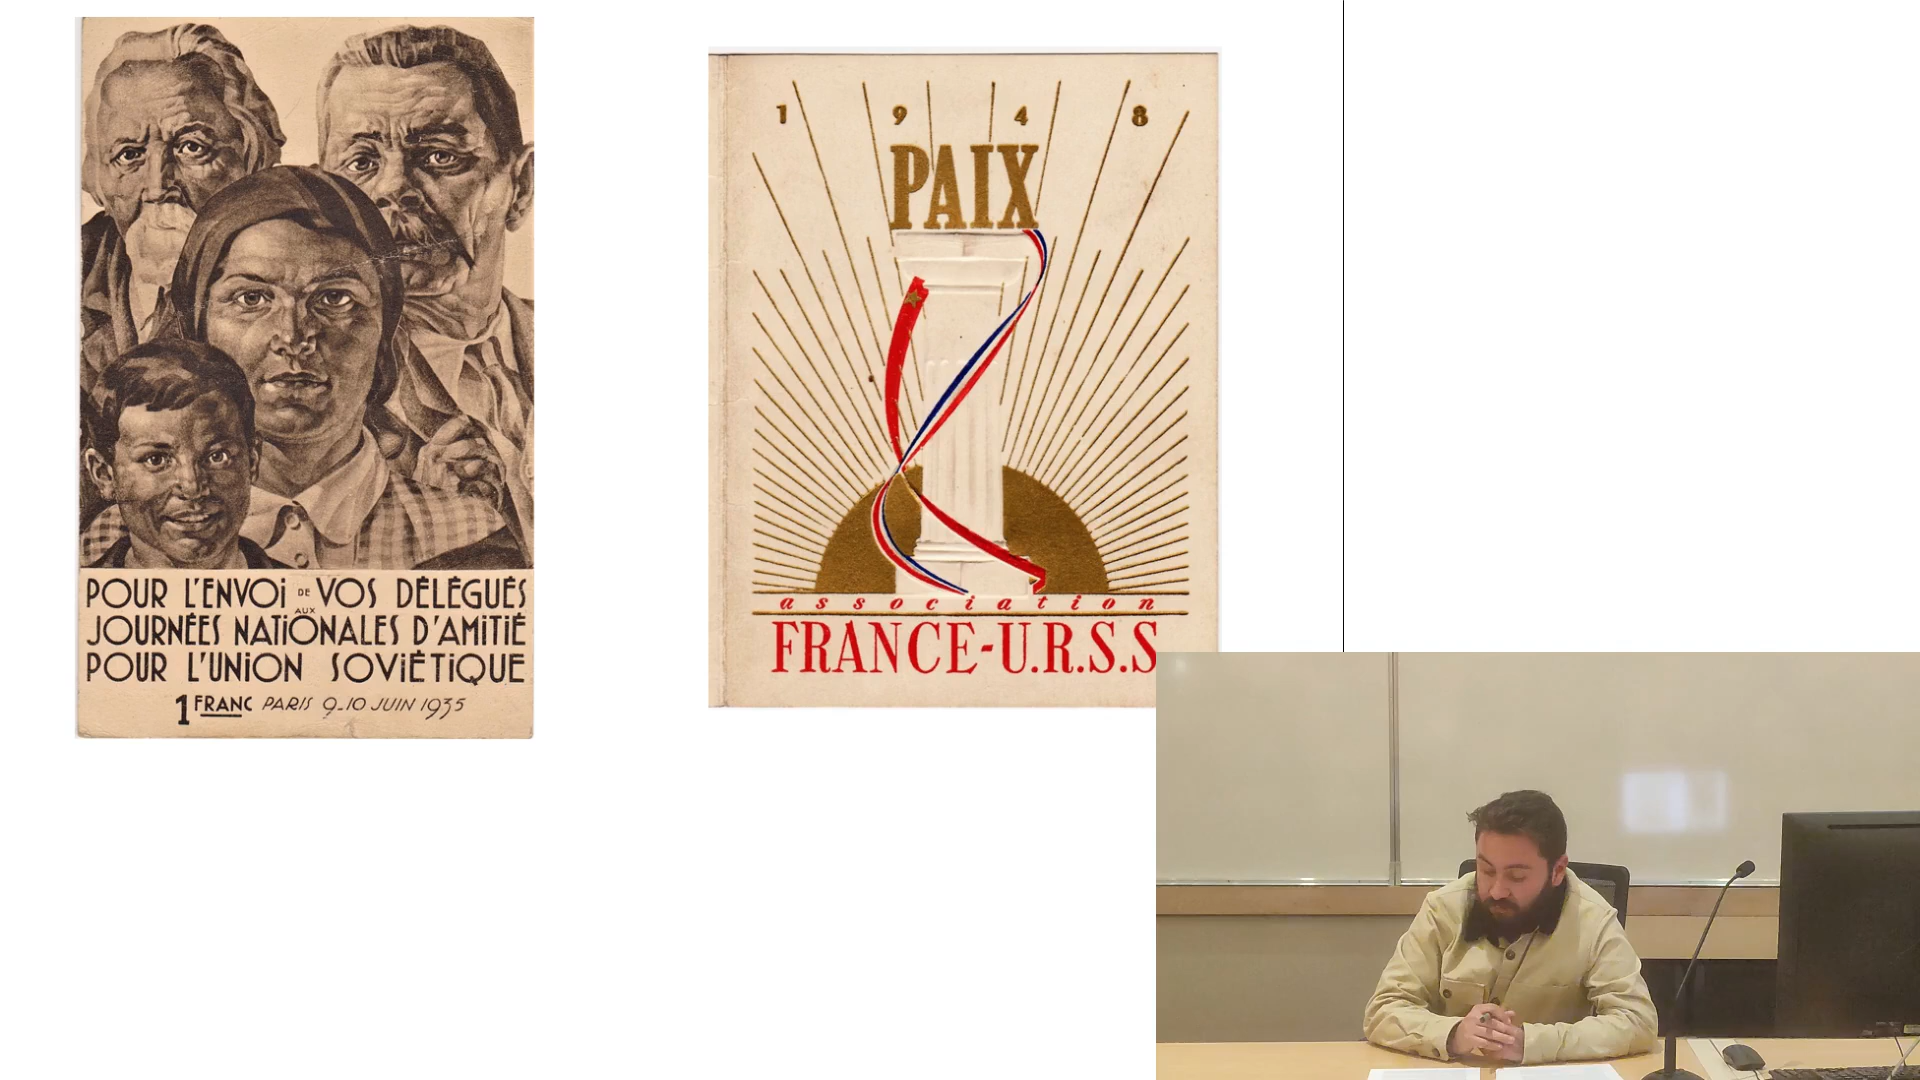 POUR L'ENVOI DE VOS DÉLÉGUÉS
AUX
JOURNÉES NATIONALES D'AMITIÉ
POUR L'UNION SOVIÉTIQUE
1 FRANC PARIS 9-10 JUIN 1935
1 9 4 8
PAIX
association
FRANCE-U.R.S.S